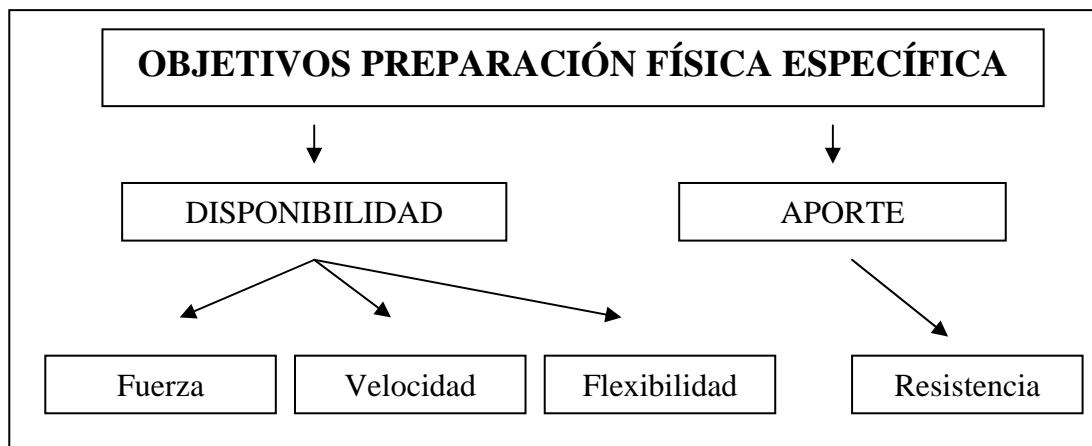 OBJETIVOS PREPARACIÓN FÍSICA ESPECÍFICA
DISPONIBILIDAD
APORTE
Fuerza
Velocidad
Flexibilidad
Resistencia